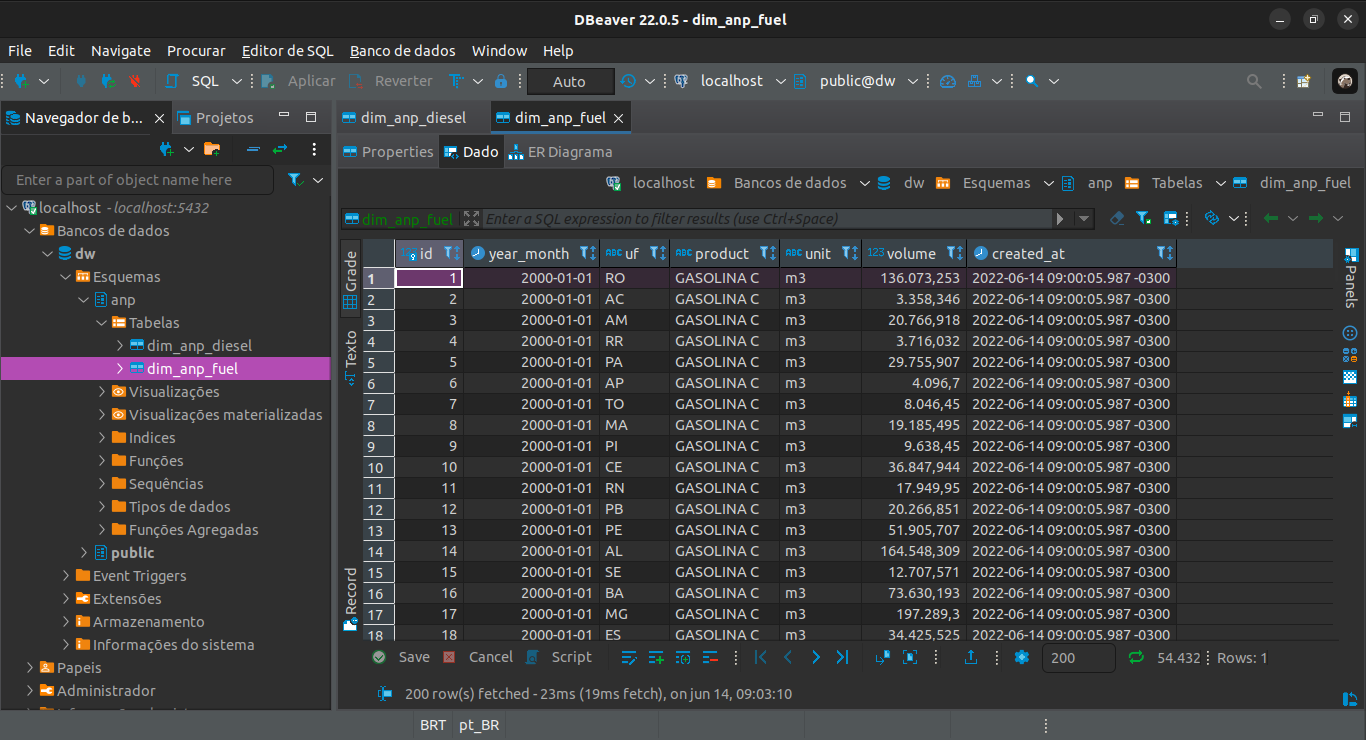 DBeaver 22.0.5 - dim_anp_fuel
File Edit Navigate Procurar Editor de SQL Banco de dados Window Help
SQL Aplicar Reverter Auto localhost public@dw
Navegador de b... Projetos
dim_anp_diesel dim_anp_fuel
Properties Dado ER Diagrama
Enter a part of object name here
localhost Bancos de dados dw Esquemas anp Tabelas dim_anp_fuel
localhost - localhost:5432
Bancos de dados
dw
Esquemas
anp
Tabelas
dim_anp_diesel
dim_anp_fuel
Visualizações
Visualizações materializadas
Indices
Funções
Sequências
Tipos de dados
Funções Agregadas
public
Event Triggers
Extensões
Armazenamento
Informações do sistema
Papeis
Administrador
dim_anp_fuel Enter a SQL expression to filter results (use Ctrl+Space)
Grade
Texto
Record
id year_month ABC uf ABC product ABC unit 123 volume created_at
1 1 2000-01-01 RO GASOLINA C m3 136.073,253 2022-06-14 09:00:05.987 -0300
2 2 2000-01-01 AC GASOLINA C m3 3.358,346 2022-06-14 09:00:05.987 -0300
3 3 2000-01-01 AM GASOLINA C m3 20.766,918 2022-06-14 09:00:05.987 -0300
4 4 2000-01-01 RR GASOLINA C m3 3.716,032 2022-06-14 09:00:05.987 -0300
5 5 2000-01-01 PA GASOLINA C m3 29.755,907 2022-06-14 09:00:05.987 -0300
6 6 2000-01-01 AP GASOLINA C m3 4.096,7 2022-06-14 09:00:05.987 -0300
7 7 2000-01-01 TO GASOLINA C m3 8.046,45 2022-06-14 09:00:05.987 -0300
8 8 2000-01-01 MA GASOLINA C m3 19.185,495 2022-06-14 09:00:05.987 -0300
9 9 2000-01-01 PI GASOLINA C m3 9.638,45 2022-06-14 09:00:05.987 -0300
10 10 2000-01-01 CE GASOLINA C m3 36.847,944 2022-06-14 09:00:05.987 -0300
11 11 2000-01-01 RN GASOLINA C m3 17.949,95 2022-06-14 09:00:05.987 -0300
12 12 2000-01-01 PB GASOLINA C m3 20.266,851 2022-06-14 09:00:05.987 -0300
13 13 2000-01-01 PE GASOLINA C m3 51.905,707 2022-06-14 09:00:05.987 -0300
14 14 2000-01-01 AL GASOLINA C m3 164.548,309 2022-06-14 09:00:05.987 -0300
15 15 2000-01-01 SE GASOLINA C m3 12.707,571 2022-06-14 09:00:05.987 -0300
16 16 2000-01-01 BA GASOLINA C m3 73.630,193 2022-06-14 09:00:05.987 -0300
17 17 2000-01-01 MG GASOLINA C m3 197.289,3 2022-06-14 09:00:05.987 -0300
18 18 2000-01-01 ES GASOLINA C m3 34.425,525 2022-06-14 09:00:05.987 -0300
Panels
Save Cancel Script 200 54.432 Rows: 1
200 row(s) fetched - 23ms (19ms fetch), on jun 14, 09:03:10
BRT pt_BR